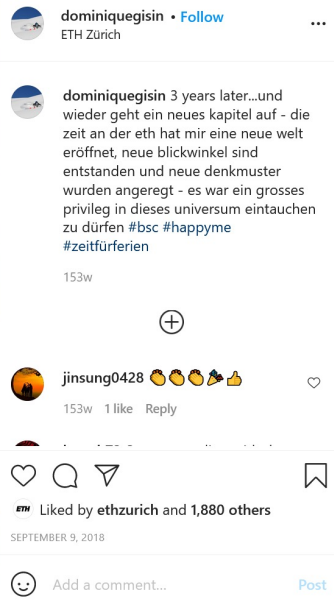 dominiquegisin • Follow
ETH Zürich
dominiquegisin 3 years later...und
wieder geht ein neues kapitel auf - die
zeit an der eth hat mir eine neue welt
eröffnet, neue blickwinkel sind
entstanden und neue denkmuster
wurden angeregt - es war ein grosses
privileg in dieses universum eintauchen
zu dürfen #bsc #happyme
#zeitfürferien
153w
jinsung0428 👏👏👏🎉👍
153w 1 like Reply
ETH Liked by ethzurich and 1,880 others
SEPTEMBER 9, 2018
Add a comment... Post